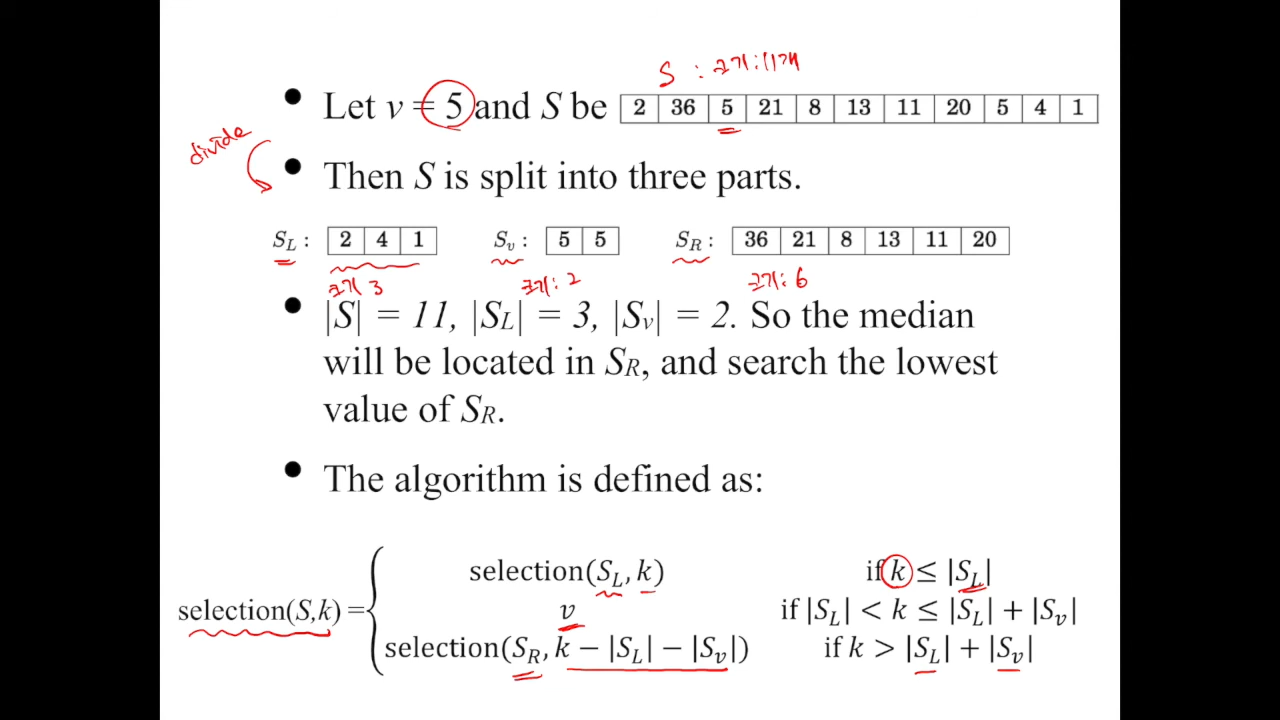 S : 크기 : 11개
• Let v = 5 and S be 2 36 5 21 8 13 11 20 5 4 1
divide
• Then S is split into three parts.
S_L : 2 4 1 S_v : 5 5 S_R : 36 21 8 13 11 20
크기 3 크기 : 2 크기 : 6
• |S| = 11, |S_L| = 3, |S_v| = 2. So the median
will be located in S_R, and search the lowest
value of S_R.
• The algorithm is defined as:
selection(S_L, k) if k ≤ |S_L|
selection(S,k) = { v if |S_L| < k ≤ |S_L| + |S_v|
selection(S_R, k − |S_L| − |S_v|) if k > |S_L| + |S_v|